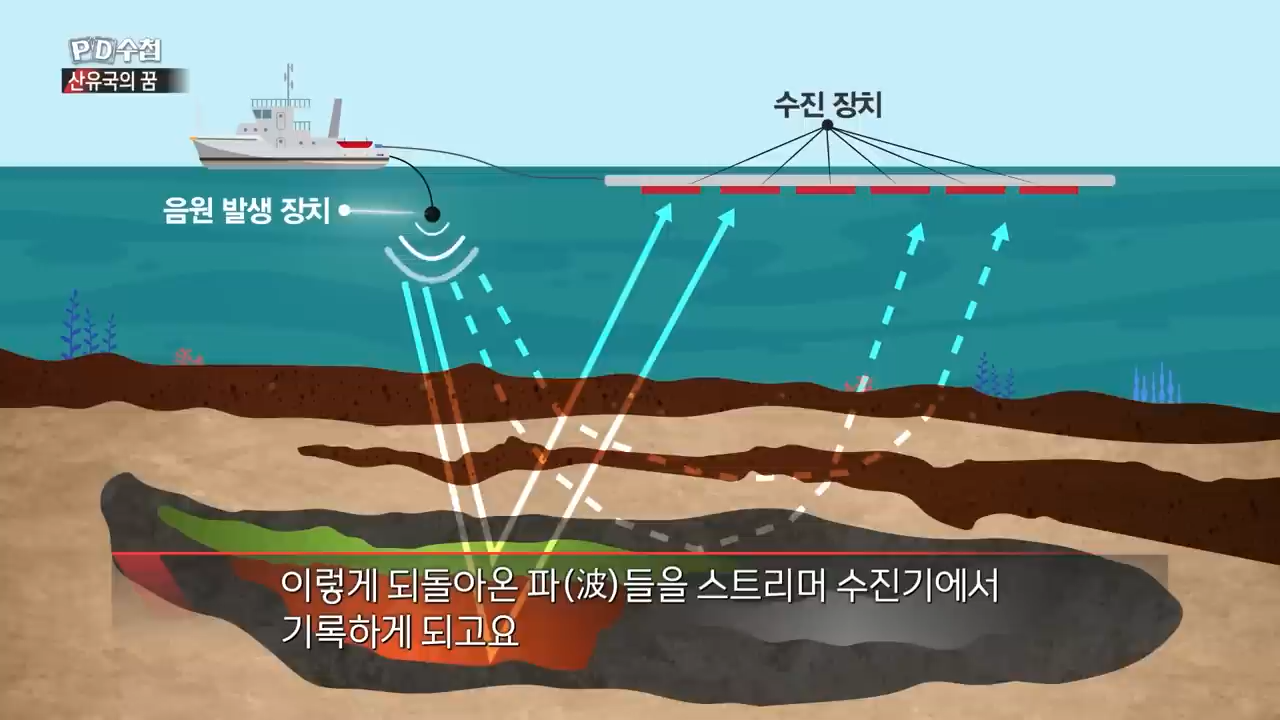 PD수첩
산유국의 꿈
수진 장치
음원 발생 장치
이렇게 되돌아온 파(波)들을 스트리머 수진기에서
기록하게 되고요